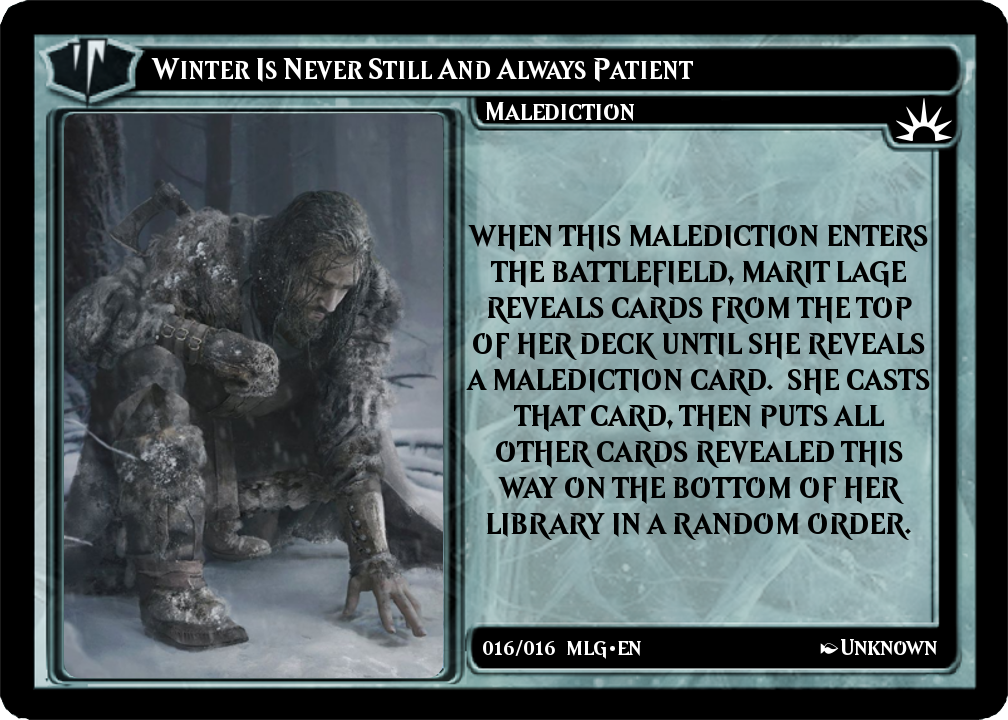 Winter Is Never Still And Always Patient
Malediction
WHEN THIS MALEDICTION ENTERS
THE BATTLEFIELD, MARIT LAGE
REVEALS CARDS FROM THE TOP
OF HER DECK UNTIL SHE REVEALS
A MALEDICTION CARD.  SHE CASTS
THAT CARD, THEN PUTS ALL
OTHER CARDS REVEALED THIS
WAY ON THE BOTTOM OF HER
LIBRARY IN A RANDOM ORDER.
016/016 MLG•EN Unknown